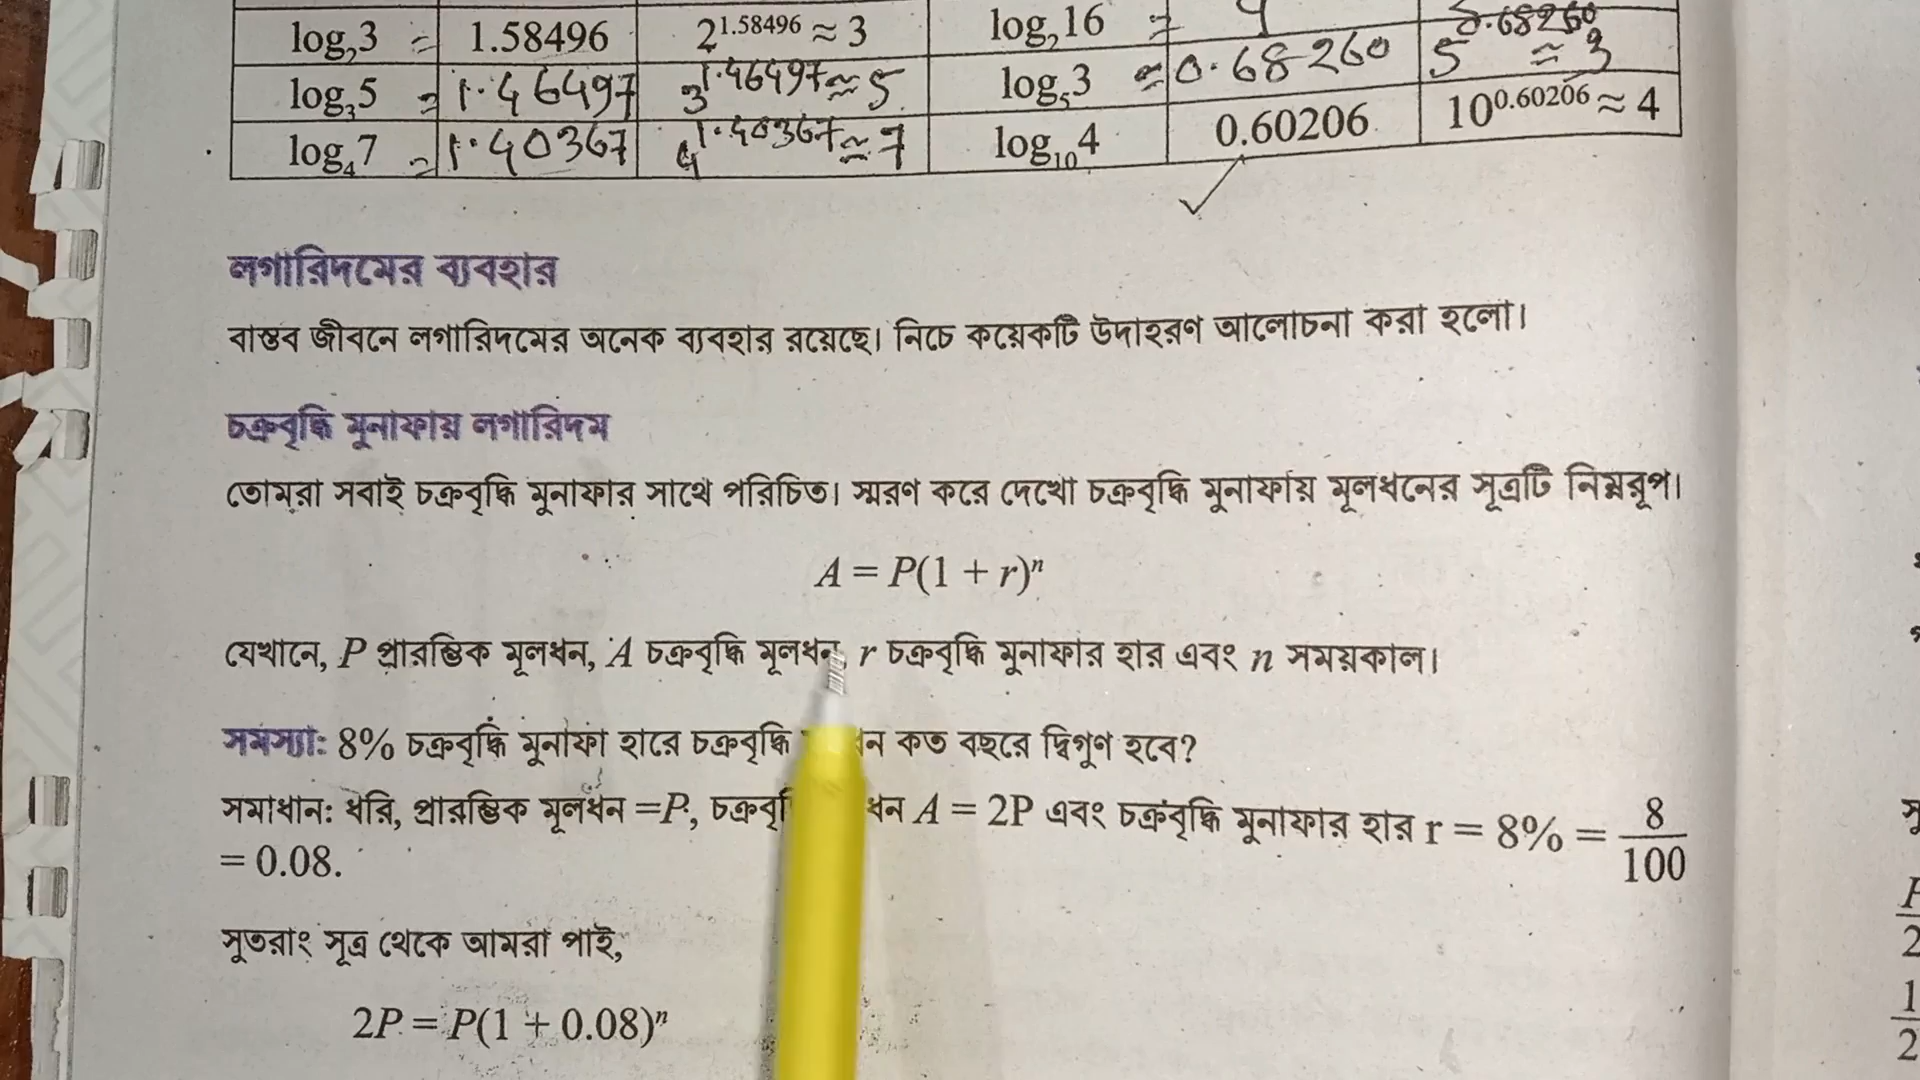 log₂3 = 1.58496 2^1.58496 ≈ 3 log₂16 = 4
log₃5 = 1.46497 3^1.46497 ≈ 5 log₅3 ≈ 0.68260 5^0.68260 ≈ 3
log₄7 = 1.40367 4^1.40367 ≈ 7 log₁₀4 0.60206 10^0.60206 ≈ 4
লগারিদমের ব্যবহার
বাস্তব জীবনে লগারিদমের অনেক ব্যবহার রয়েছে। নিচে কয়েকটি উদাহরণ আলোচনা করা হলো।
চক্রবৃদ্ধি মুনাফায় লগারিদম
তোমরা সবাই চক্রবৃদ্ধি মুনাফার সাথে পরিচিত। স্মরণ করে দেখো চক্রবৃদ্ধি মুনাফায় মূলধনের সূত্রটি নিম্নরূপ।
A = P(1 + r)ⁿ
যেখানে, P প্রারম্ভিক মূলধন, A চক্রবৃদ্ধি মূলধন, r চক্রবৃদ্ধি মুনাফার হার এবং n সময়কাল।
সমস্যা: 8% চক্রবৃদ্ধি মুনাফা হারে চক্রবৃদ্ধি কত বছরে দ্বিগুণ হবে?
সমাধান: ধরি, প্রারম্ভিক মূলধন =P, A = 2P এবং চক্রবৃদ্ধি মুনাফার হার r = 8% = 8/100
= 0.08.
সুতরাং সূত্র থেকে আমরা পাই,
2P = P(1 + 0.08)ⁿ